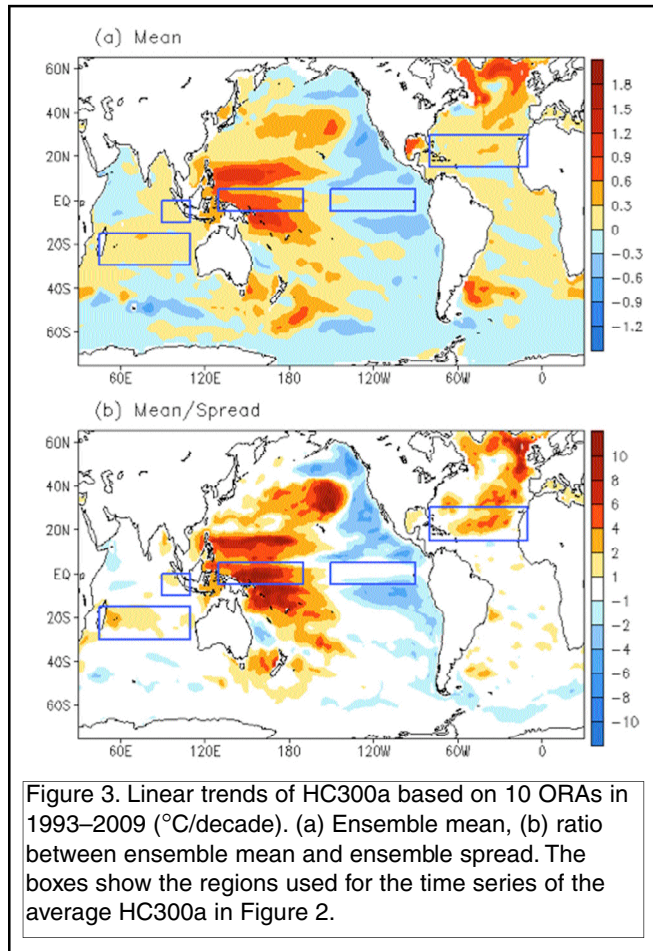 (a) Mean
60N
40N
20N
EQ
20S
40S
60S
60E 120E 180 120W 60W 0
1.8
1.5
1.2
0.9
0.6
0.3
0
−0.3
−0.6
−0.9
−1.2
(b) Mean/Spread
60N
40N
20N
EQ
20S
40S
60S
60E 120E 180 120W 60W 0
10
8
6
4
2
1
−1
−2
−4
−6
−8
−10
Figure 3. Linear trends of HC300a based on 10 ORAs in
1993–2009 (°C/decade). (a) Ensemble mean, (b) ratio
between ensemble mean and ensemble spread. The
boxes show the regions used for the time series of the
average HC300a in Figure 2.